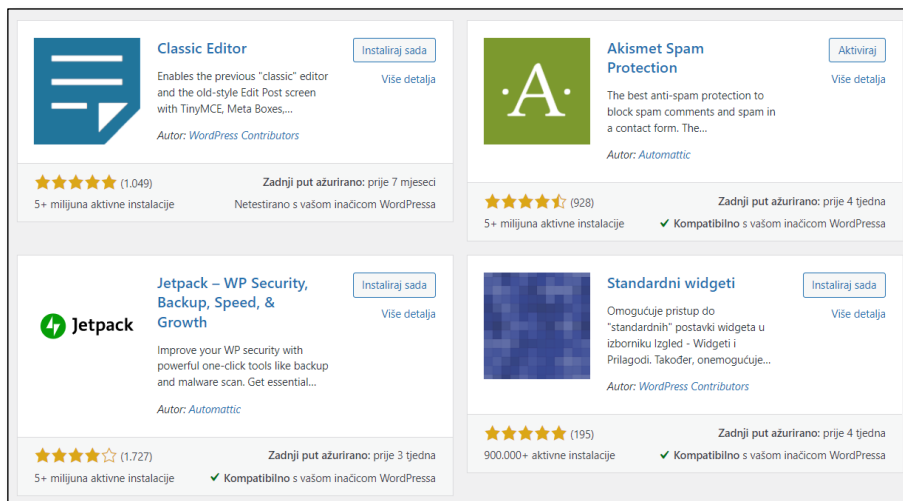 Classic Editor
Instaliraj sada
Više detalja
Enables the previous "classic" editor
and the old-style Edit Post screen
with TinyMCE, Meta Boxes,...
Autor: WordPress Contributors
(1.049)
Zadnji put ažurirano: prije 7 mjeseci
5+ milijuna aktivne instalacije
Netestirano s vašom inačicom WordPressa
A
Akismet Spam
Protection
Aktiviraj
Više detalja
The best anti-spam protection to
block spam comments and spam in
a contact form. The...
Autor: Automattic
(928)
Zadnji put ažurirano: prije 4 tjedna
5+ milijuna aktivne instalacije
Kompatibilno s vašom inačicom WordPressa
Jetpack
Jetpack – WP Security,
Backup, Speed, &
Growth
Instaliraj sada
Više detalja
Improve your WP security with
powerful one-click tools like backup
and malware scan. Get essential...
Autor: Automattic
(1.727)
Zadnji put ažurirano: prije 3 tjedna
5+ milijuna aktivne instalacije
Kompatibilno s vašom inačicom WordPressa
Standardni widgeti
Instaliraj sada
Više detalja
Omogućuje pristup do
"standardnih" postavki widgeta u
izborniku Izgled - Widgeti i
Prilagodi. Također, onemogućuje...
Autor: WordPress Contributors
(195)
Zadnji put ažurirano: prije 4 tjedna
900.000+ aktivne instalacije
Kompatibilno s vašom inačicom WordPressa